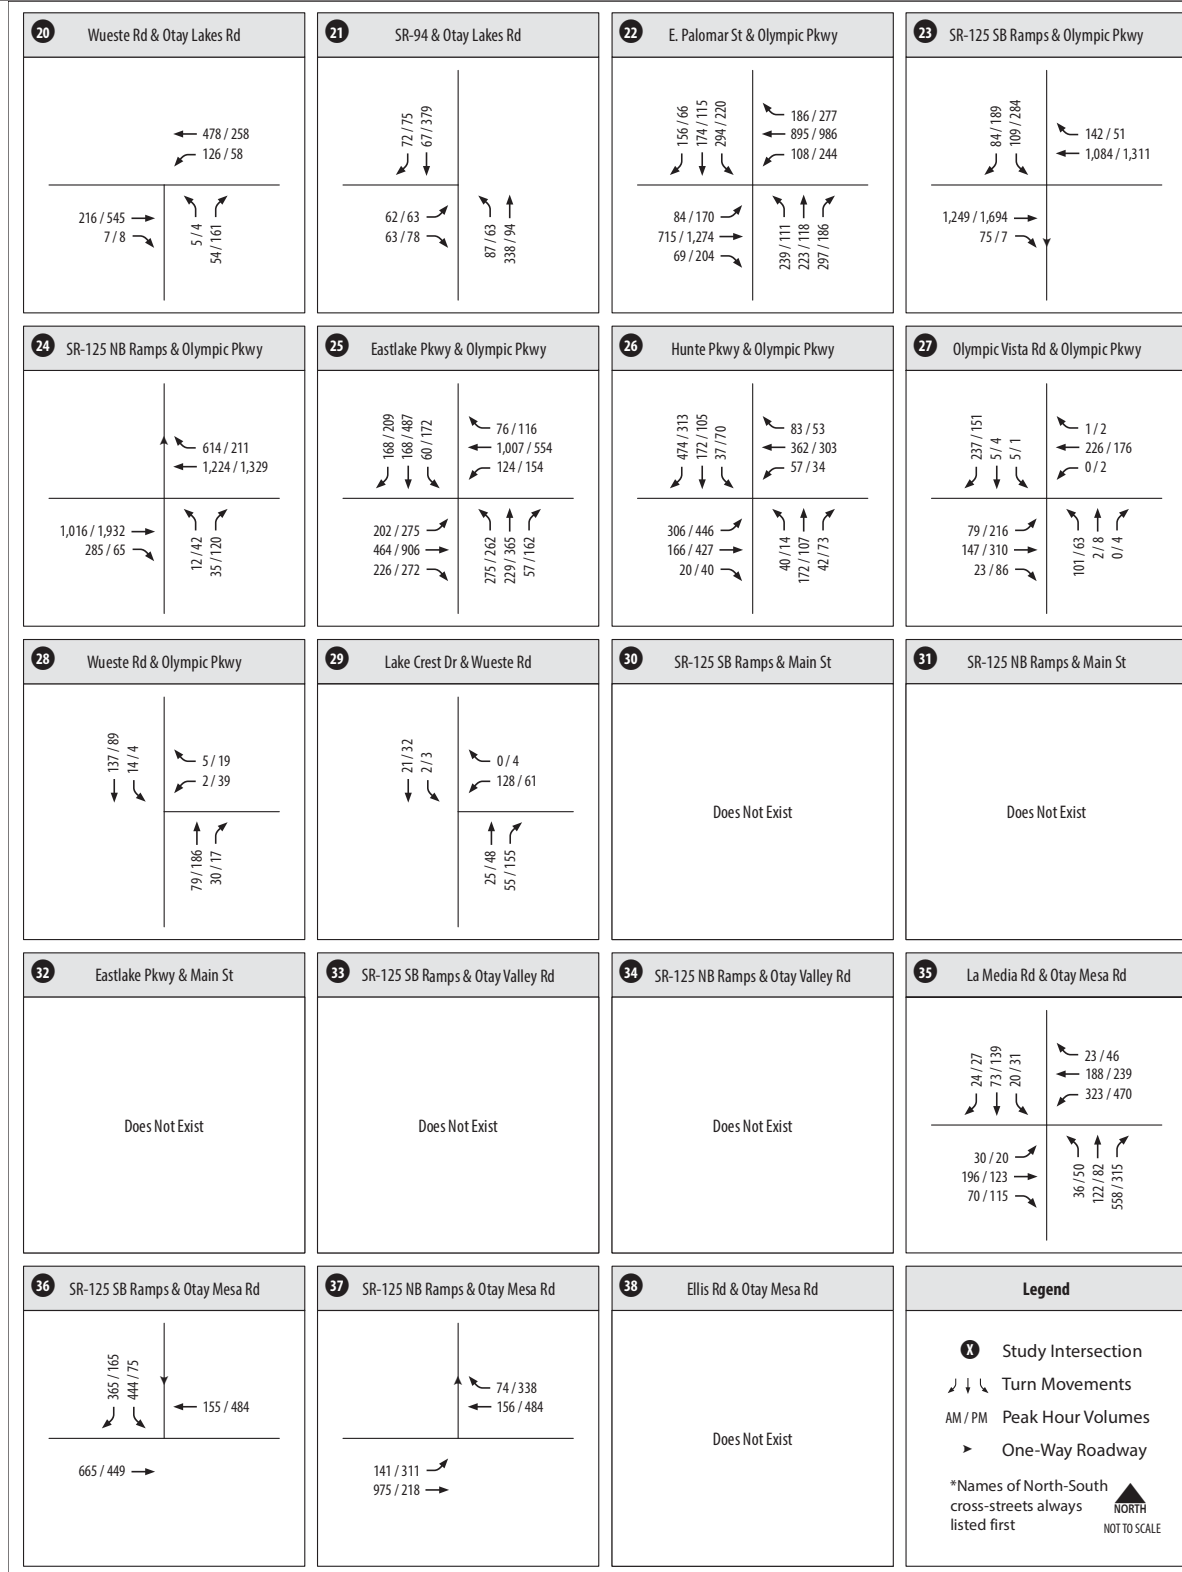 20 Wueste Rd & Otay Lakes Rd
478 / 258
126 / 58
216 / 545
7 / 8
5 / 4
54 / 161
21 SR-94 & Otay Lakes Rd
72 / 75
67 / 379
62 / 63
63 / 78
87 / 63
338 / 94
22 E. Palomar St & Olympic Pkwy
156 / 66
174 / 115
294 / 220
186 / 277
895 / 986
108 / 244
84 / 170
715 / 1,274
69 / 204
239 / 111
223 / 118
297 / 186
23 SR-125 SB Ramps & Olympic Pkwy
84 / 189
109 / 284
142 / 51
1,084 / 1,311
1,249 / 1,694
75 / 7
24 SR-125 NB Ramps & Olympic Pkwy
614 / 211
1,224 / 1,329
1,016 / 1,932
285 / 65
12 / 42
35 / 120
25 Eastlake Pkwy & Olympic Pkwy
168 / 209
168 / 487
60 / 172
76 / 116
1,007 / 554
124 / 154
202 / 275
464 / 906
226 / 272
275 / 262
229 / 365
57 / 162
26 Hunte Pkwy & Olympic Pkwy
474 / 313
172 / 105
37 / 70
83 / 53
362 / 303
57 / 34
306 / 446
166 / 427
20 / 40
40 / 14
172 / 107
42 / 73
27 Olympic Vista Rd & Olympic Pkwy
237 / 151
5 / 4
5 / 1
1 / 2
226 / 176
0 / 2
79 / 216
147 / 310
23 / 86
101 / 63
2 / 8
0 / 4
28 Wueste Rd & Olympic Pkwy
137 / 89
14 / 4
5 / 19
2 / 39
79 / 186
30 / 17
29 Lake Crest Dr & Wueste Rd
21 / 32
2 / 3
0 / 4
128 / 61
25 / 48
55 / 155
30 SR-125 SB Ramps & Main St
Does Not Exist
31 SR-125 NB Ramps & Main St
Does Not Exist
32 Eastlake Pkwy & Main St
Does Not Exist
33 SR-125 SB Ramps & Otay Valley Rd
Does Not Exist
34 SR-125 NB Ramps & Otay Valley Rd
Does Not Exist
35 La Media Rd & Otay Mesa Rd
24 / 27
73 / 139
20 / 31
23 / 46
188 / 239
323 / 470
30 / 20
196 / 123
70 / 115
36 / 50
122 / 82
558 / 315
36 SR-125 SB Ramps & Otay Mesa Rd
365 / 165
444 / 75
155 / 484
665 / 449
37 SR-125 NB Ramps & Otay Mesa Rd
74 / 338
156 / 484
141 / 311
975 / 218
38 Ellis Rd & Otay Mesa Rd
Does Not Exist
Legend
X Study Intersection
Turn Movements
AM / PM Peak Hour Volumes
One-Way Roadway
*Names of North-South
cross-streets always
listed first
NORTH
NOT TO SCALE